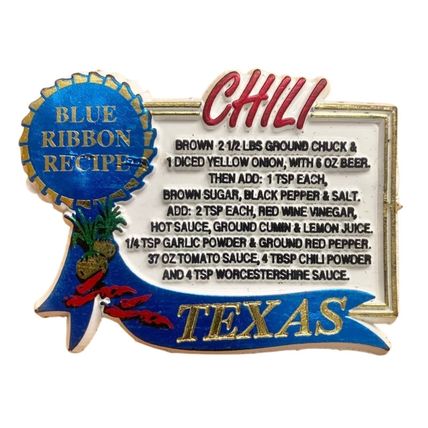 BLUE
RIBBON
RECIPE
CHILI
BROWN 2 1/2 LBS GROUND CHUCK &
1 DICED YELLOW ONION, WITH 6 OZ BEER.
THEN ADD: 1 TSP EACH,
BROWN SUGAR, BLACK PEPPER & SALT.
ADD: 2 TSP EACH, RED WINE VINEGAR,
HOT SAUCE, GROUND CUMIN & LEMON JUICE.
1/4 TSP GARLIC POWDER & GROUND RED PEPPER.
37 OZ TOMATO SAUCE, 4 TBSP CHILI POWDER
AND 4 TSP WORCESTERSHIRE SAUCE.
TEXAS